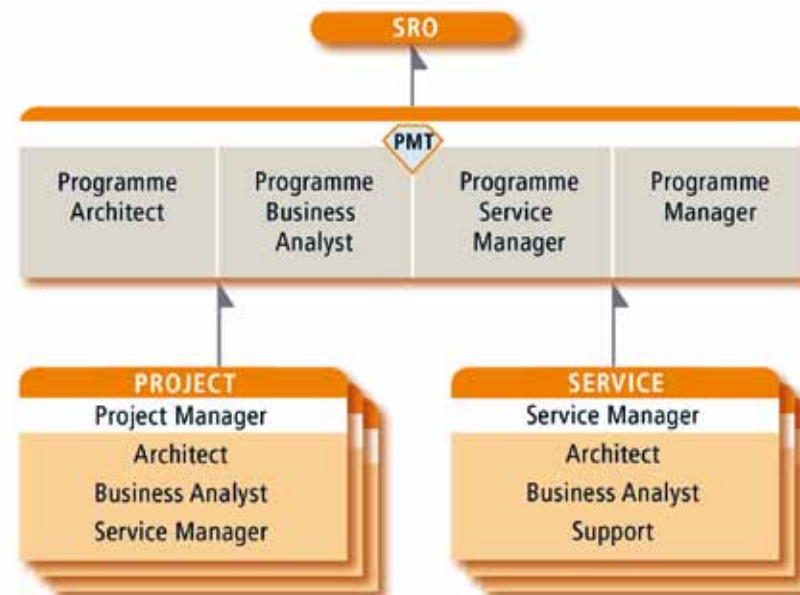 SRO
PMT
Programme
Architect
Programme
Business
Analyst
Programme
Service
Manager
Programme
Manager
PROJECT
Project Manager
Architect
Business Analyst
Service Manager
SERVICE
Service Manager
Architect
Business Analyst
Support